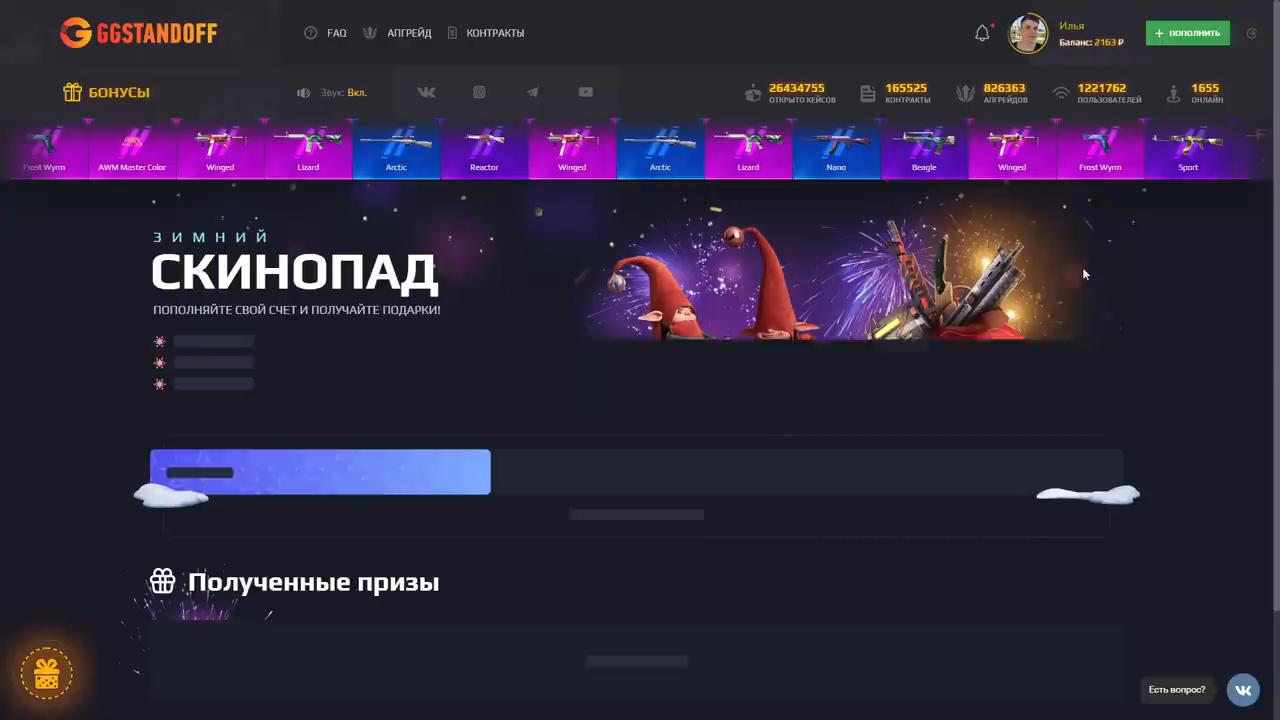 GGSTANDOFF
FAQ
АПГРЕЙД
КОНТРАКТЫ
Илья
Баланс: 2163 ₽
+ ПОПОЛНИТЬ
БОНУСЫ
Звук: Вкл.
26434755
ОТКРЫТО КЕЙСОВ
165525
КОНТРАКТЫ
826363
АПГРЕЙДОВ
1221762
ПОЛЬЗОВАТЕЛЕЙ
1655
ОНЛАЙН
Frost Wyrm
AWM Master Color
Winged
Lizard
Arctic
Reactor
Winged
Arctic
Lizard
Nano
Beagle
Winged
Frost Wyrm
Sport
ЗИМНИЙ
СКИНОПАД
ПОПОЛНЯЙТЕ СВОЙ СЧЕТ И ПОЛУЧАЙТЕ ПОДАРКИ!
Полученные призы
Есть вопрос?